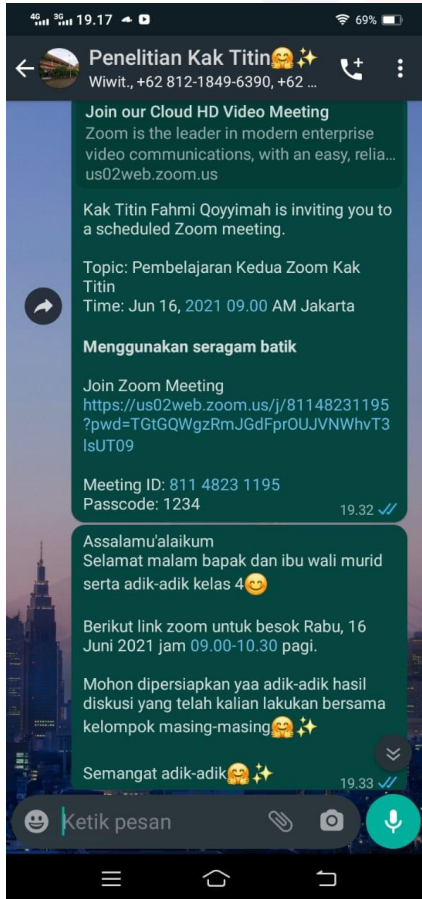 4G 3G 19.17 69%
Penelitian Kak Titin🤗✨
Wiwit., +62 812-1849-6390, +62 ...
Join our Cloud HD Video Meeting
Zoom is the leader in modern enterprise
video communications, with an easy, relia...
us02web.zoom.us
Kak Titin Fahmi Qoyyimah is inviting you to
a scheduled Zoom meeting.
Topic: Pembelajaran Kedua Zoom Kak
Titin
Time: Jun 16, 2021 09.00 AM Jakarta
Menggunakan seragam batik
Join Zoom Meeting
https://us02web.zoom.us/j/81148231195
?pwd=TGtGQWgzRmJGdFprOUJVNWhvT3
lsUT09
Meeting ID: 811 4823 1195
Passcode: 1234
19.32
Assalamu'alaikum
Selamat malam bapak dan ibu wali murid
serta adik-adik kelas 4😊
Berikut link zoom untuk besok Rabu, 16
Juni 2021 jam 09.00-10.30 pagi.
Mohon dipersiapkan yaa adik-adik hasil
diskusi yang telah kalian lakukan bersama
kelompok masing-masing🤗✨
Semangat adik-adik🤗✨
19.33
Ketik pesan